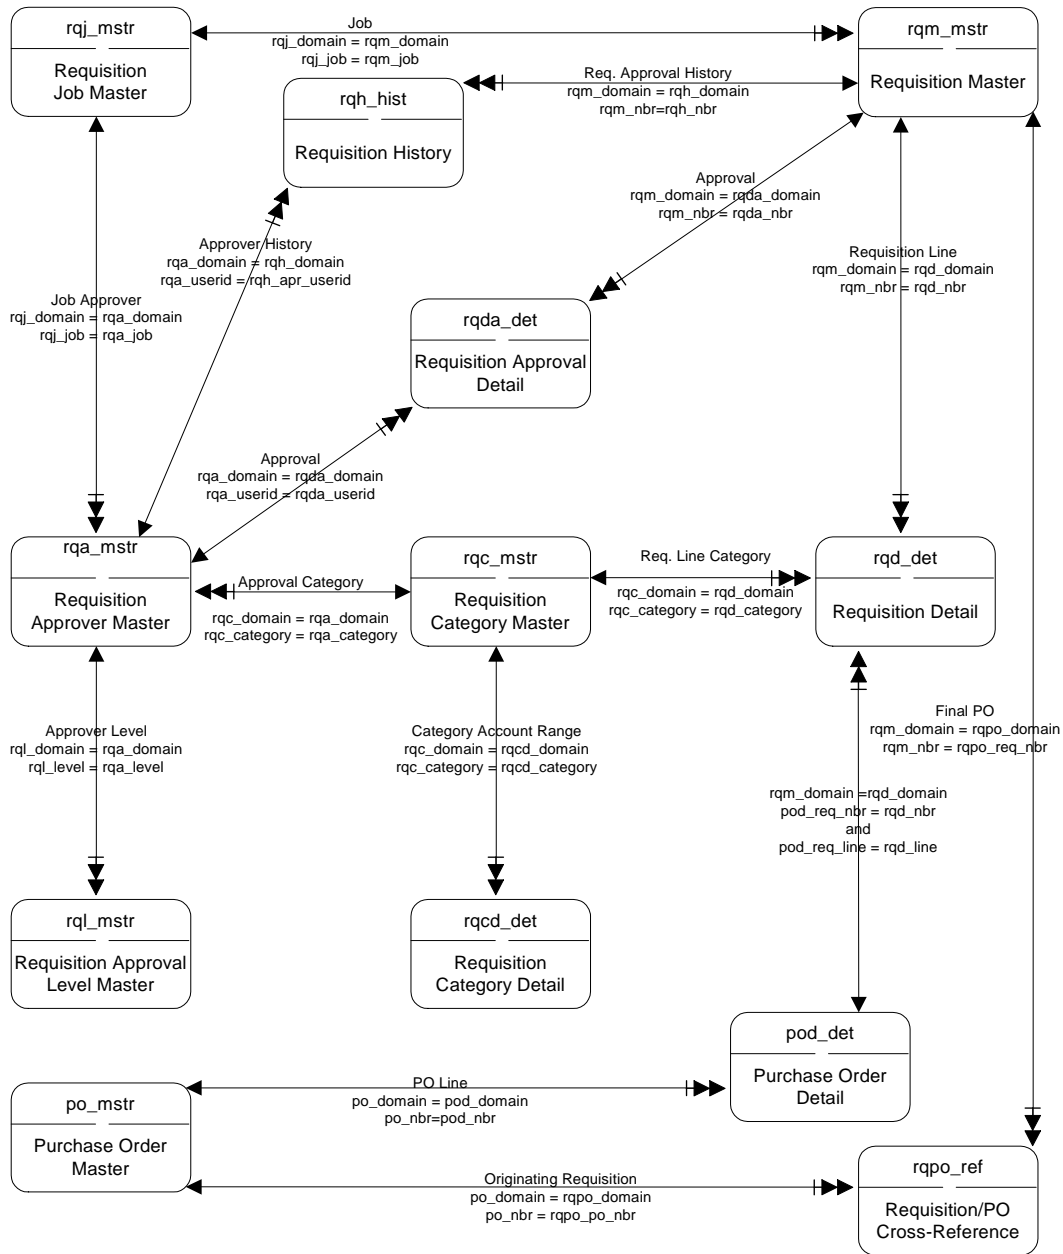 rqj_mstr
Requisition
Job Master
Job
rqj_domain = rqm_domain
rqj_job = rqm_job
rqm_mstr
Requisition Master
rqh_hist
Requisition History
Req. Approval History
rqm_domain = rqh_domain
rqm_nbr=rqh_nbr
Approval
rqm_domain = rqda_domain
rqm_nbr = rqda_nbr
Approver History
rqa_domain = rqh_domain
rqa_userid = rqh_apr_userid
Requisition Line
rqm_domain = rqd_domain
rqm_nbr = rqd_nbr
Job Approver
rqj_domain = rqa_domain
rqj_job = rqa_job
rqda_det
Requisition Approval
Detail
Approval
rqa_domain = rqda_domain
rqa_userid = rqda_userid
rqa_mstr
Requisition
Approver Master
Approval Category
rqc_domain = rqa_domain
rqc_category = rqa_category
rqc_mstr
Requisition
Category Master
Req. Line Category
rqc_domain = rqd_domain
rqc_category = rqd_category
rqd_det
Requisition Detail
Approver Level
rql_domain = rqa_domain
rql_level = rqa_level
Category Account Range
rqc_domain = rqcd_domain
rqc_category = rqcd_category
Final PO
rqm_domain = rqpo_domain
rqm_nbr = rqpo_req_nbr
rqm_domain =rqd_domain
pod_req_nbr = rqd_nbr
and
pod_req_line = rqd_line
rql_mstr
Requisition Approval
Level Master
rqcd_det
Requisition
Category Detail
pod_det
Purchase Order
Detail
po_mstr
Purchase Order
Master
PO Line
po_domain = pod_domain
po_nbr=pod_nbr
Originating Requisition
po_domain = rqpo_domain
po_nbr = rqpo_po_nbr
rqpo_ref
Requisition/PO
Cross-Reference